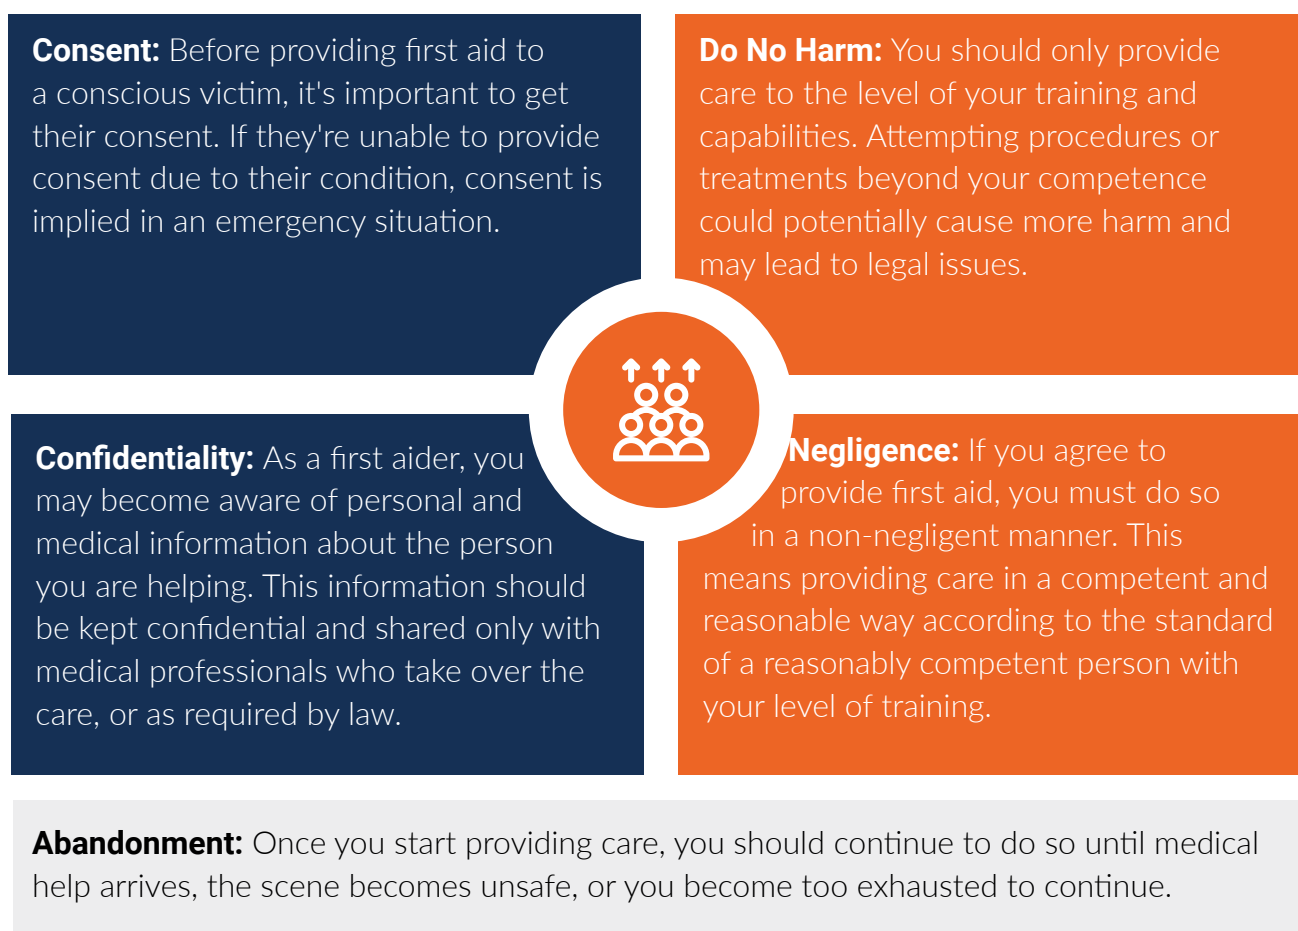 Consent: Before providing first aid to
a conscious victim, it's important to get
their consent. If they're unable to provide
consent due to their condition, consent is
implied in an emergency situation.
Do No Harm: You should only provide
care to the level of your training and
capabilities. Attempting procedures or
treatments beyond your competence
could potentially cause more harm and
may lead to legal issues.
Confidentiality: As a first aider, you
may become aware of personal and
medical information about the person
you are helping. This information should
be kept confidential and shared only with
medical professionals who take over the
care, or as required by law.
Negligence: If you agree to
provide first aid, you must do so
in a non-negligent manner. This
means providing care in a competent and
reasonable way according to the standard
of a reasonably competent person with
your level of training.
Abandonment: Once you start providing care, you should continue to do so until medical
help arrives, the scene becomes unsafe, or you become too exhausted to continue.